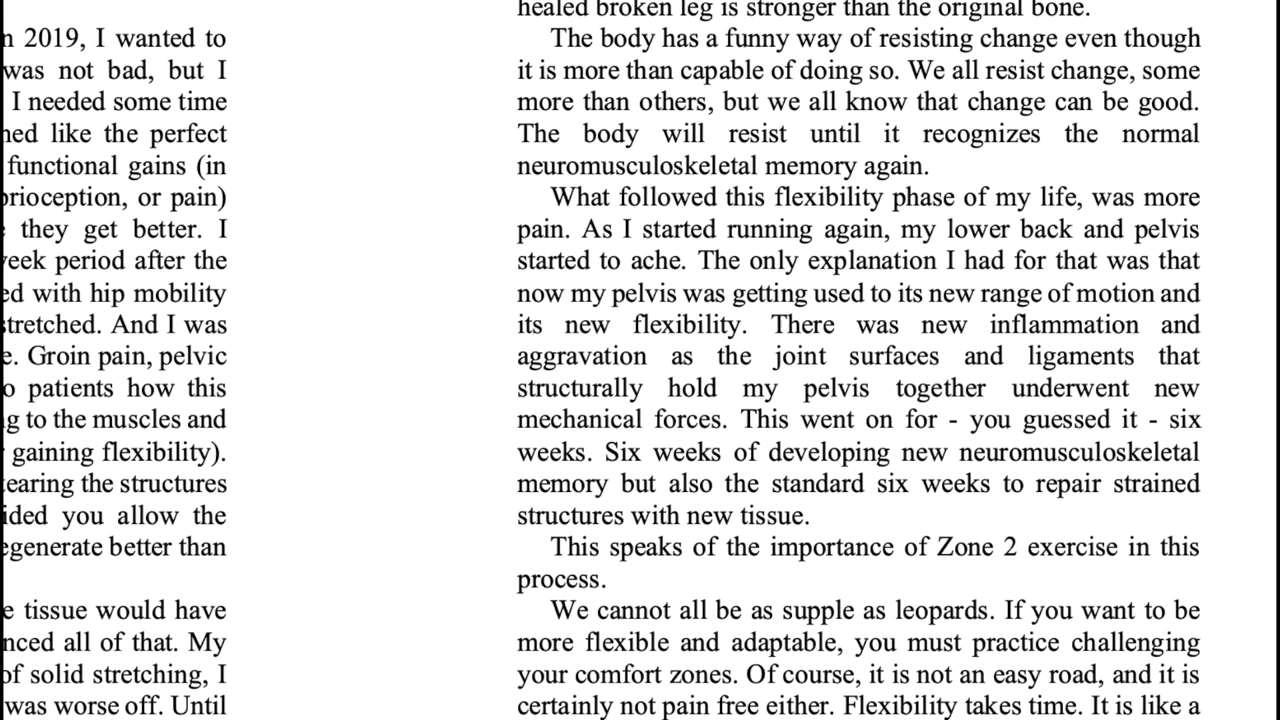 2019, I wanted to
was not bad, but I
I needed some time
like the perfect
functional gains (in
or pain)
they get better. I
period after the
with hip mobility
stretched. And I was
Groin pain, pelvic
patients how this
to the muscles and
gaining flexibility).
the structures
you allow the
better than
tissue would have
all of that. My
of solid stretching, I
was worse off. Until
healed broken leg is stronger than the original bone.
The body has a funny way of resisting change even though
it is more than capable of doing so. We all resist change, some
more than others, but we all know that change can be good.
The body will resist until it recognizes the normal
neuromusculoskeletal memory again.
What followed this flexibility phase of my life, was more
pain. As I started running again, my lower back and pelvis
started to ache. The only explanation I had for that was that
now my pelvis was getting used to its new range of motion and
its new flexibility. There was new inflammation and
aggravation as the joint surfaces and ligaments that
structurally hold my pelvis together underwent new
mechanical forces. This went on for - you guessed it - six
weeks. Six weeks of developing new neuromusculoskeletal
memory but also the standard six weeks to repair strained
structures with new tissue.
This speaks of the importance of Zone 2 exercise in this
process.
We cannot all be as supple as leopards. If you want to be
more flexible and adaptable, you must practice challenging
your comfort zones. Of course, it is not an easy road, and it is
certainly not pain free either. Flexibility takes time. It is like a